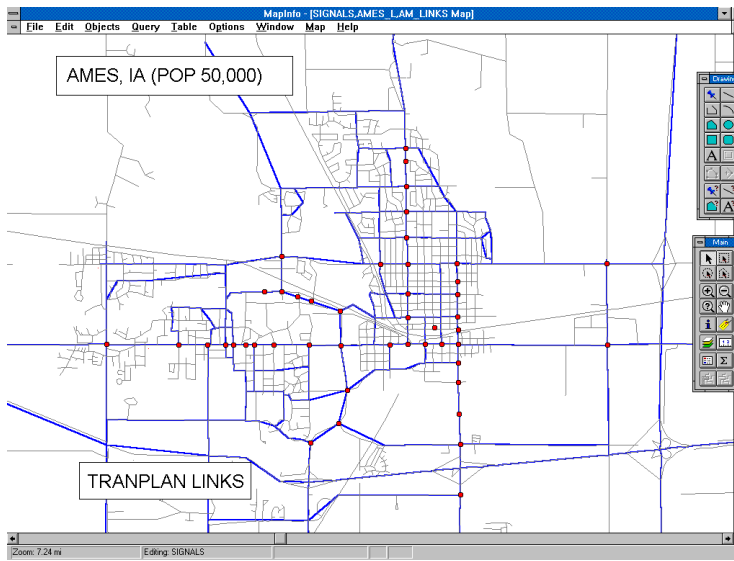 MapInfo - [SIGNALS,AMES_L,AM_LINKS Map]
File Edit Objects Query Table Options Window Map Help
AMES, IA (POP 50,000)
Drawin
A
A
Main
i
Σ
TRANPLAN LINKS
Zoom: 7.24 mi
Editing: SIGNALS